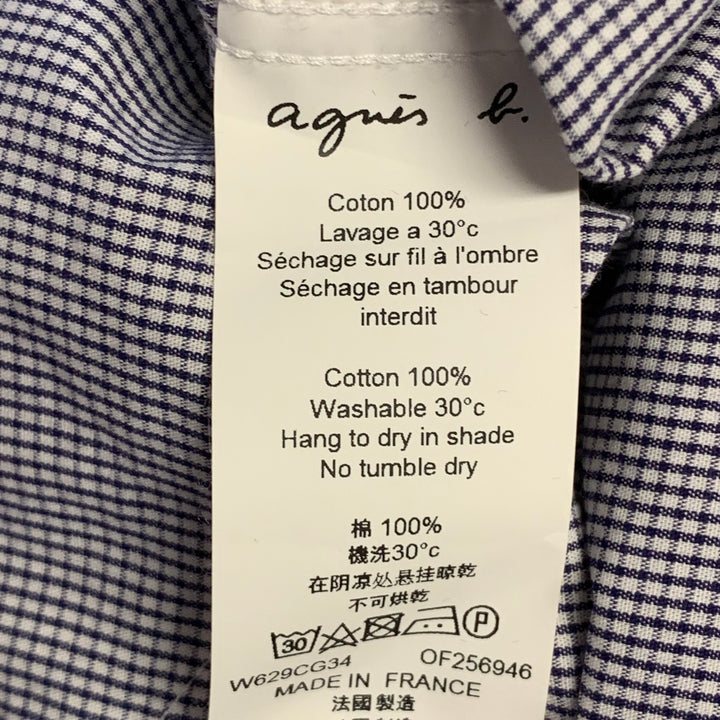 agnès b.
Coton 100%
Lavage a 30°c
Séchage sur fil à l'ombre
Séchage en tambour
interdit
Cotton 100%
Washable 30°c
Hang to dry in shade
No tumble dry
棉 100%
機洗30°c
在阴凉处悬挂晾乾
不可烘乾
30 P
W629CG34 OF256946
MADE IN FRANCE
法國製造